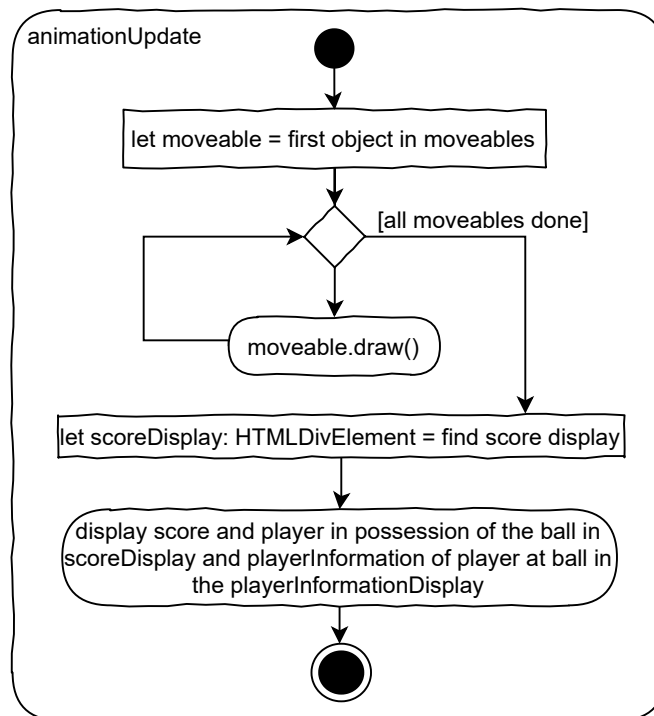 animationUpdate
let moveable = first object in moveables
[all moveables done]
moveable.draw()
let scoreDisplay: HTMLDivElement = find score display
display score and player in possession of the ball in
scoreDisplay and playerInformation of player at ball in
the playerInformationDisplay